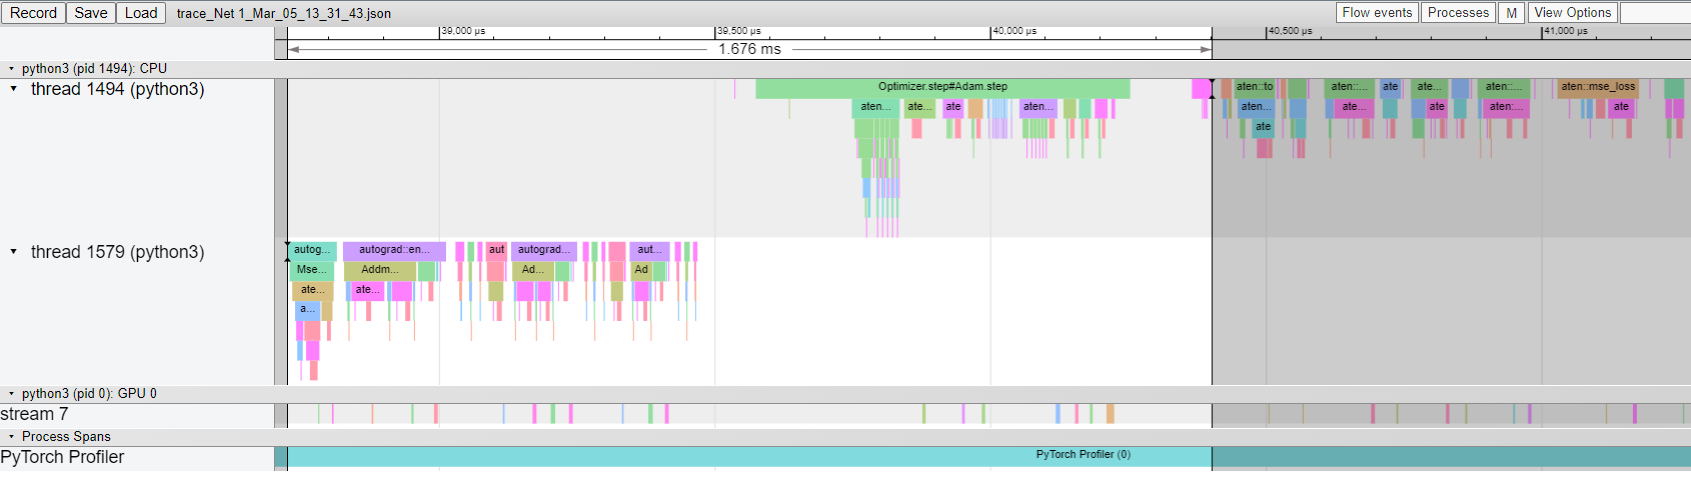 Record Save Load trace_Net 1_Mar_05_13_31_43.json Flow events Processes M View Options
39,000 µs 39,500 µs 40,000 µs 40,500 µs 41,000 µs
1.676 ms
python3 (pid 1494): CPU
thread 1494 (python3) Optimizer.step#Adam.step aten::to aten::... ate ate... aten::... aten::mse_loss
aten... ate... ate aten... aten... ate... ate aten:... ate
ate
thread 1579 (python3) autog... autograd::en... aut autograd... aut...
Mse... Addm... Ad... Ad
ate... ate...
a...
python3 (pid 0): GPU 0
stream 7
Process Spans
PyTorch Profiler PyTorch Profiler (0)